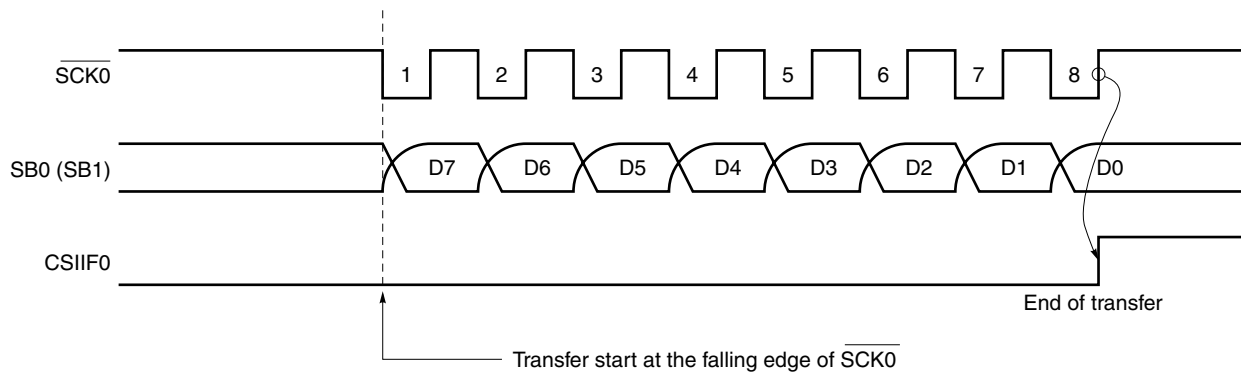 SCK0
1 2 3 4 5 6 7 8
SB0 (SB1)
D7 D6 D5 D4 D3 D2 D1 D0
CSIIF0
End of transfer
Transfer start at the falling edge of SCK0